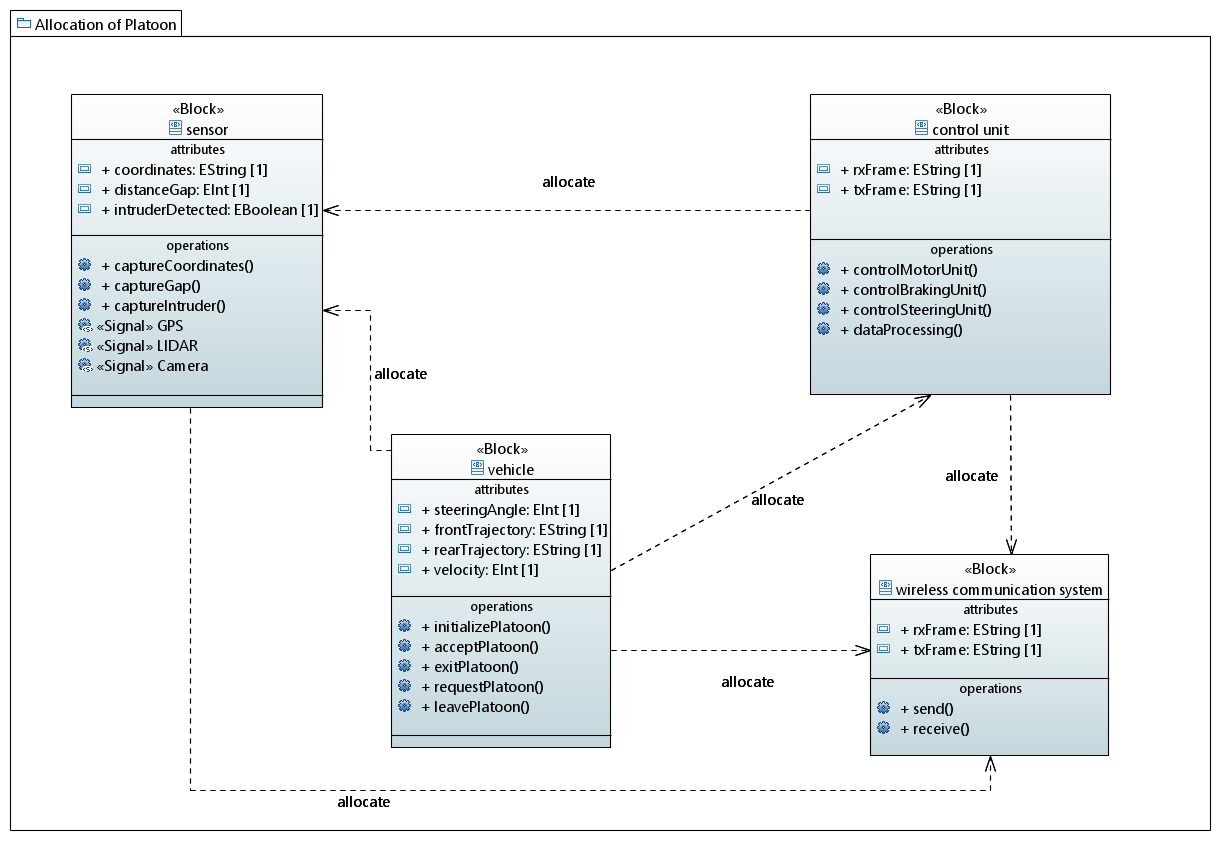 Allocation of Platoon
«Block»
sensor
attributes
+ coordinates: EString [1]
+ distanceGap: EInt [1]
+ intruderDetected: EBoolean [1]
operations
+ captureCoordinates()
+ captureGap()
+ captureIntruder()
«Signal» GPS
«Signal» LIDAR
«Signal» Camera
allocate
«Block»
control unit
attributes
+ rxFrame: EString [1]
+ txFrame: EString [1]
operations
+ controlMotorUnit()
+ controlBrakingUnit()
+ controlSteeringUnit()
+ dataProcessing()
allocate
«Block»
vehicle
attributes
+ steeringAngle: EInt [1]
+ frontTrajectory: EString [1]
+ rearTrajectory: EString [1]
+ velocity: EInt [1]
operations
+ initializePlatoon()
+ acceptPlatoon()
+ exitPlatoon()
+ requestPlatoon()
+ leavePlatoon()
allocate
allocate
«Block»
wireless communication system
attributes
+ rxFrame: EString [1]
+ txFrame: EString [1]
operations
+ send()
+ receive()
allocate
allocate